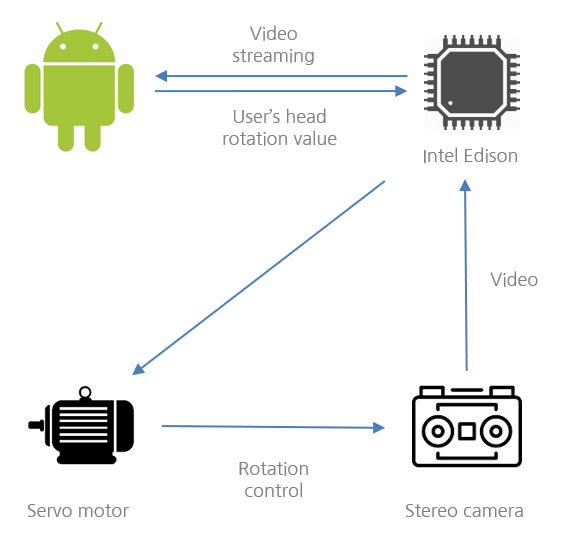 Video
streaming
User's head
rotation value
Intel Edison
Video
Rotation
control
Servo motor
Stereo camera